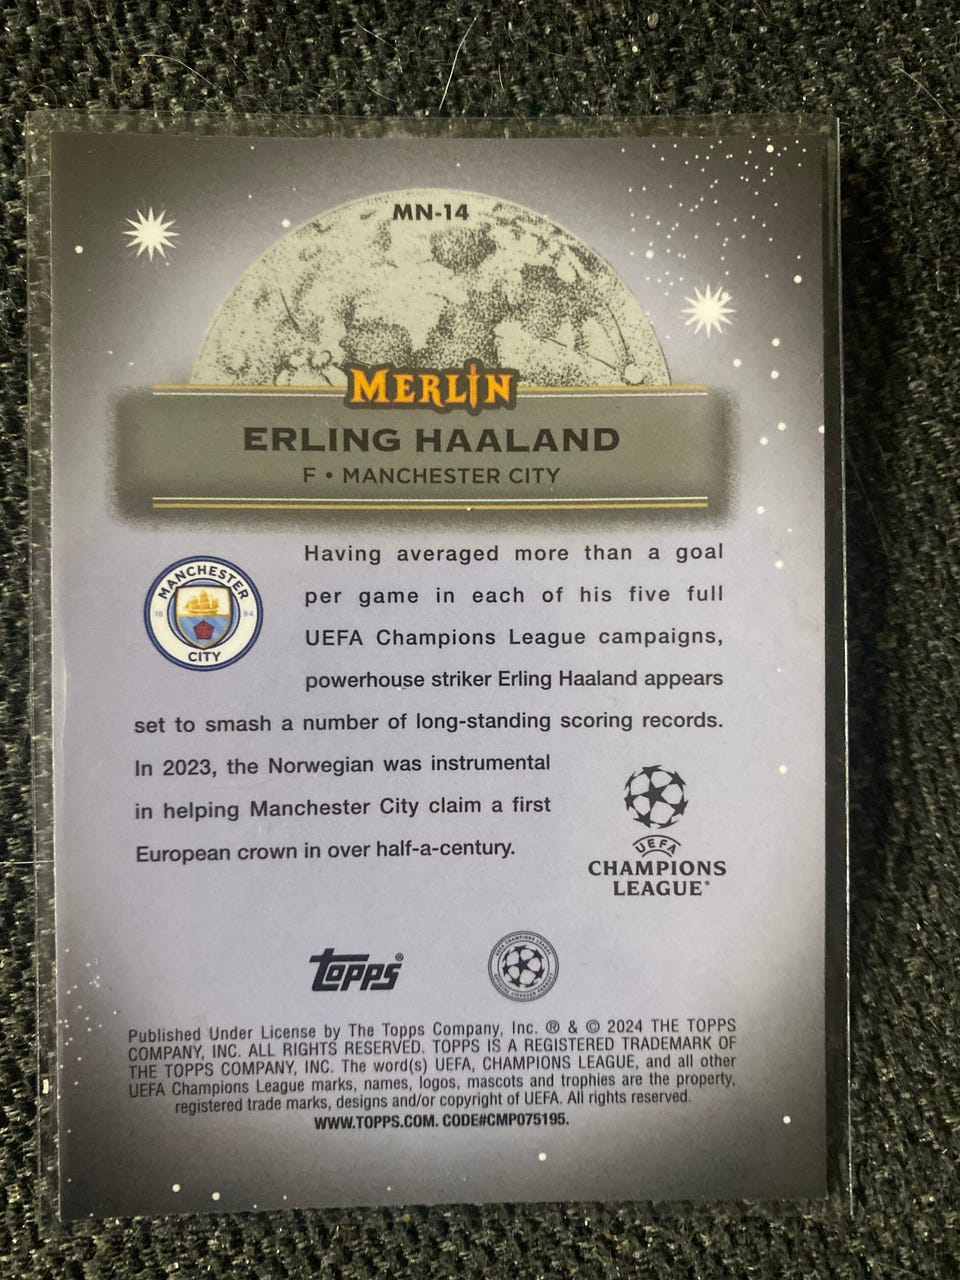 MN-14
MERLIN
ERLING HAALAND
F • MANCHESTER CITY
MANCHESTER
18 94
CITY
Having averaged more than a goal
per game in each of his five full
UEFA Champions League campaigns,
powerhouse striker Erling Haaland appears
set to smash a number of long-standing scoring records.
In 2023, the Norwegian was instrumental
in helping Manchester City claim a first
European crown in over half-a-century.
UEFA
CHAMPIONS
LEAGUE®
Topps®
UEFA CHAMPIONS LEAGUE
OFFICIAL LICENSED PRODUCT
Published Under License by The Topps Company, Inc. ® & © 2024 THE TOPPS
COMPANY, INC. ALL RIGHTS RESERVED. TOPPS IS A REGISTERED TRADEMARK OF
THE TOPPS COMPANY, INC. The word(s) UEFA, CHAMPIONS LEAGUE, and all other
UEFA Champions League marks, names, logos, mascots and trophies are the property,
registered trade marks, designs and/or copyright of UEFA. All rights reserved.
WWW.TOPPS.COM. CODE#CMP075195.